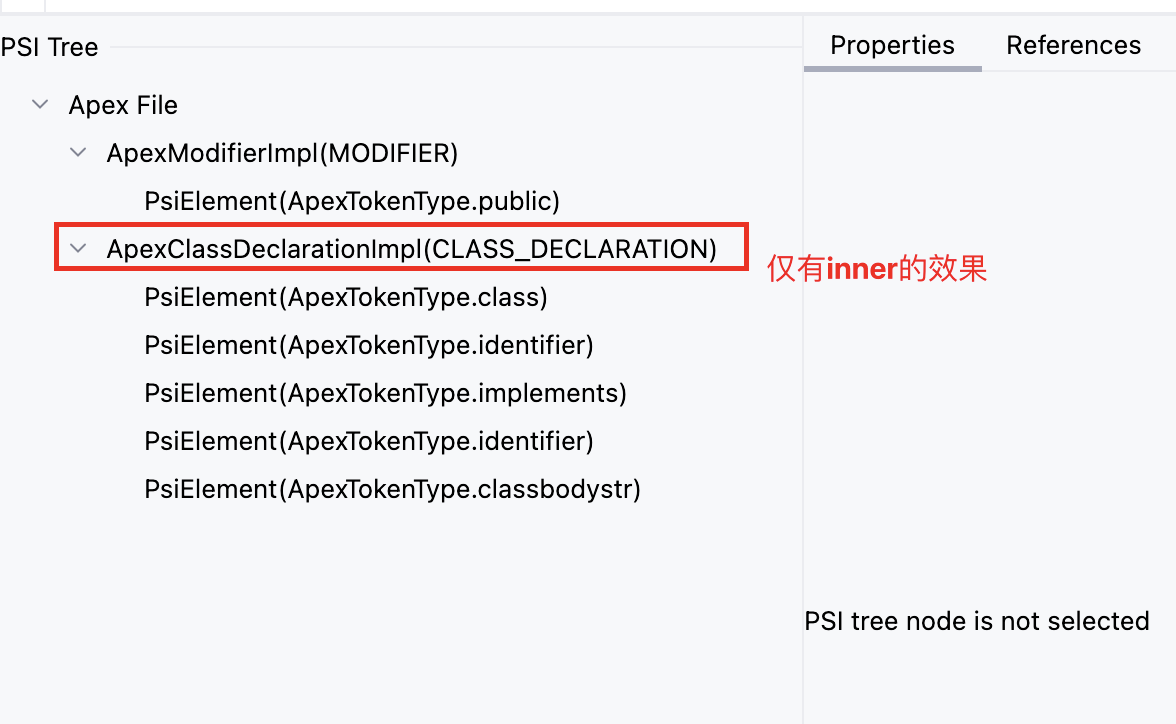 PSI Tree
Properties
References
Apex File
ApexModifierImpl(MODIFIER)
PsiElement(ApexTokenType.public)
ApexClassDeclarationImpl(CLASS_DECLARATION)
仅有inner的效果
PsiElement(ApexTokenType.class)
PsiElement(ApexTokenType.identifier)
PsiElement(ApexTokenType.implements)
PsiElement(ApexTokenType.identifier)
PsiElement(ApexTokenType.classbodystr)
PSI tree node is not selected